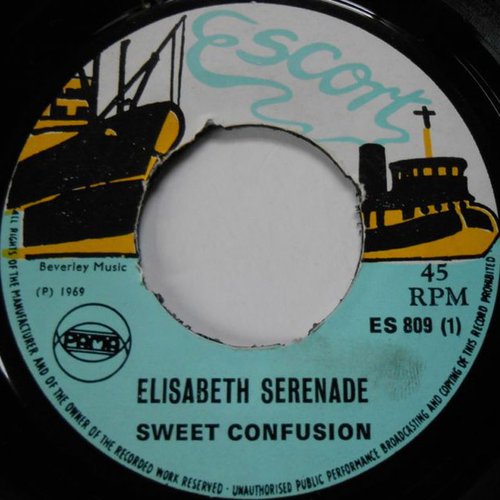 Escort
Beverley Music
(P) 1969
PAMA
45
RPM
ES 809 (1)
ELISABETH SERENADE
SWEET CONFUSION
ALL RIGHTS OF THE MANUFACTURER AND OF THE OWNER OF THE RECORDED WORK RESERVED · UNAUTHORISED PUBLIC PERFORMANCE BROADCASTING AND COPYING OF THIS RECORD PROHIBITED